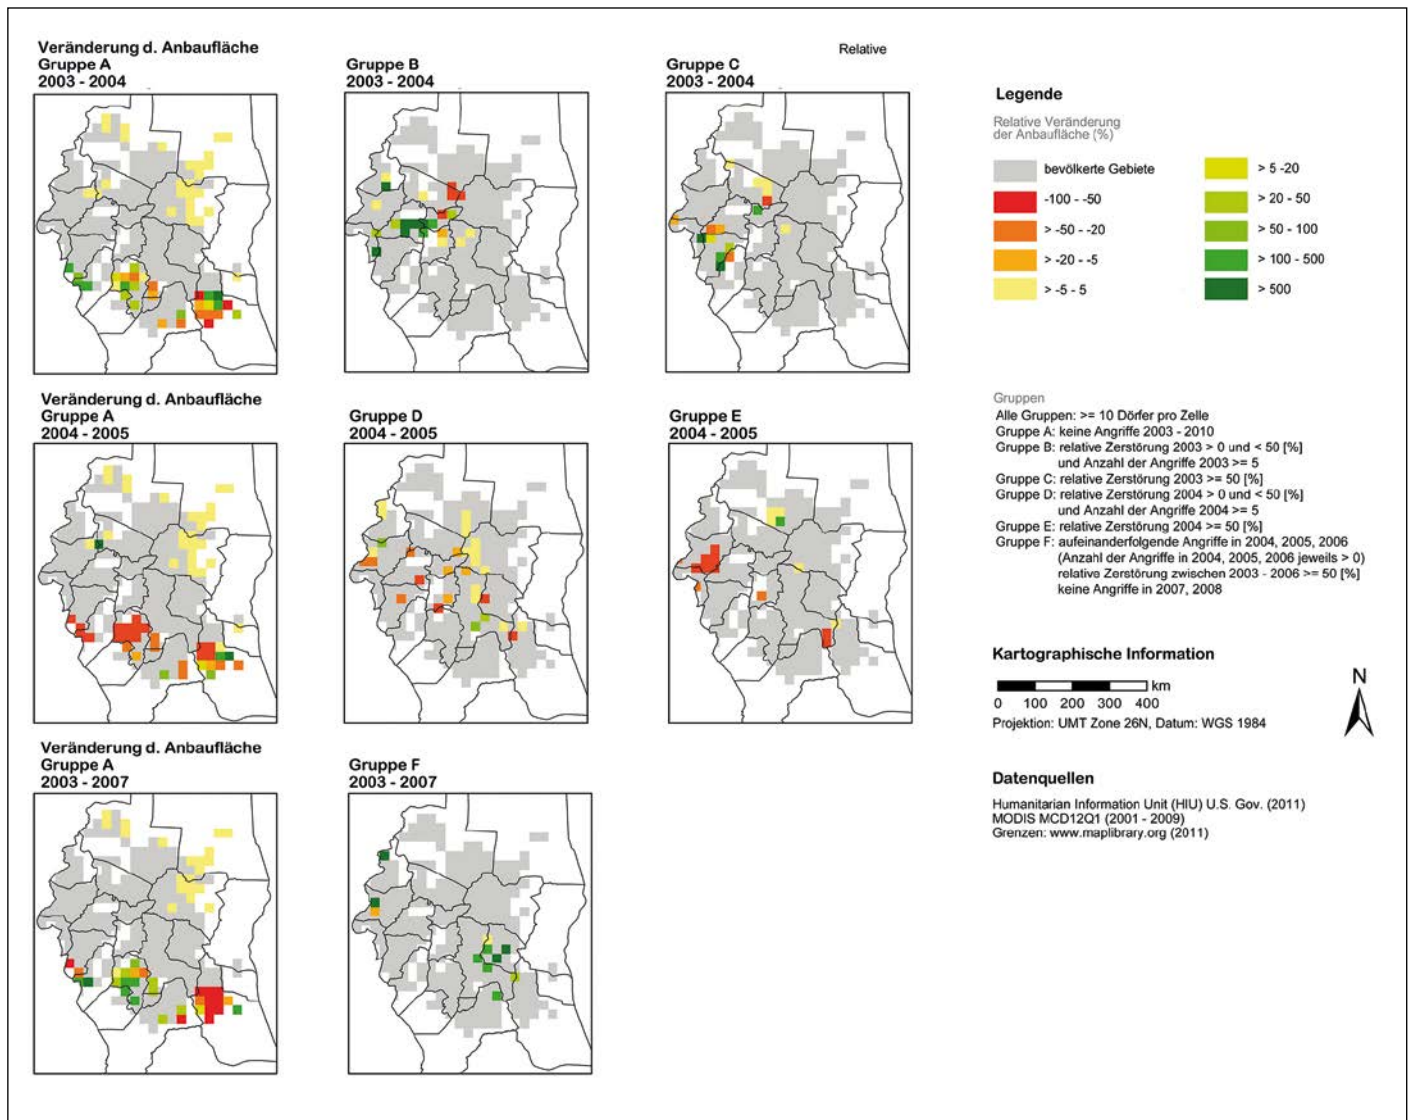 Veränderung d. Anbaufläche
Gruppe A
2003 - 2004
Gruppe B
2003 - 2004
Relative
Gruppe C
2003 - 2004
Veränderung d. Anbaufläche
Gruppe A
2004 - 2005
Gruppe D
2004 - 2005
Gruppe E
2004 - 2005
Veränderung d. Anbaufläche
Gruppe A
2003 - 2007
Gruppe F
2003 - 2007
Legende
Relative Veränderung
der Anbaufläche (%)
bevölkerte Gebiete
-100 - -50
> -50 - -20
> -20 - -5
> -5 - 5
> 5 -20
> 20 - 50
> 50 - 100
> 100 - 500
> 500
Gruppen
Alle Gruppen: >= 10 Dörfer pro Zelle
Gruppe A: keine Angriffe 2003 - 2010
Gruppe B: relative Zerstörung 2003 > 0 und < 50 [%]
und Anzahl der Angriffe 2003 >= 5
Gruppe C: relative Zerstörung 2003 >= 50 [%]
Gruppe D: relative Zerstörung 2004 > 0 und < 50 [%]
und Anzahl der Angriffe 2004 >= 5
Gruppe E: relative Zerstörung 2004 >= 50 [%]
Gruppe F: aufeinanderfolgende Angriffe in 2004, 2005, 2006
(Anzahl der Angriffe in 2004, 2005, 2006 jeweils > 0)
relative Zerstörung zwischen 2003 - 2006 >= 50 [%]
keine Angriffe in 2007, 2008
Kartographische Information
km
0 100 200 300 400
Projektion: UMT Zone 26N, Datum: WGS 1984
N
Datenquellen
Humanitarian Information Unit (HIU) U.S. Gov. (2011)
MODIS MCD12Q1 (2001 - 2009)
Grenzen: www.maplibrary.org (2011)